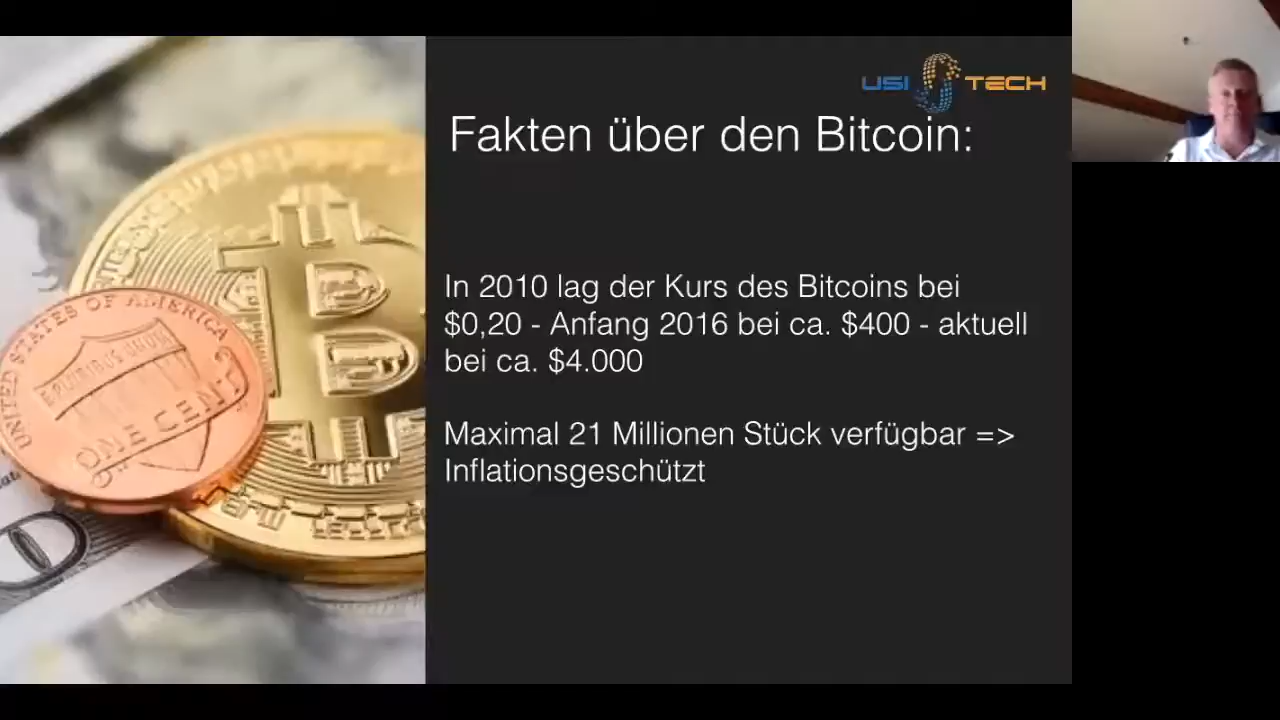 USI TECH
Fakten über den Bitcoin:
In 2010 lag der Kurs des Bitcoins bei
$0,20 - Anfang 2016 bei ca. $400 - aktuell
bei ca. $4.000
Maximal 21 Millionen Stück verfügbar =>
Inflationsgeschützt
UNITED STATES OF AMERICA
E PLURIBUS UNUM
ONE CENT